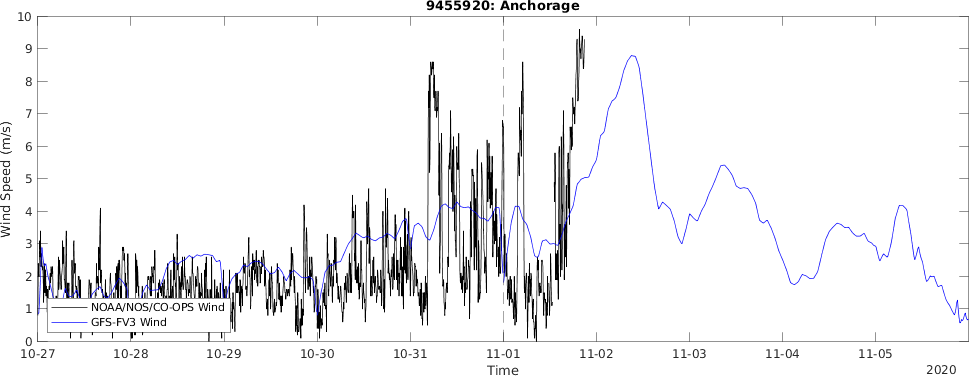 9455920: Anchorage
10
9
8
7
6
5
4
3
2
1
0
Wind Speed (m/s)
NOAA/NOS/CO-OPS Wind
GFS-FV3 Wind
10-27 10-28 10-29 10-30 10-31 11-01 11-02 11-03 11-04 11-05
Time
2020